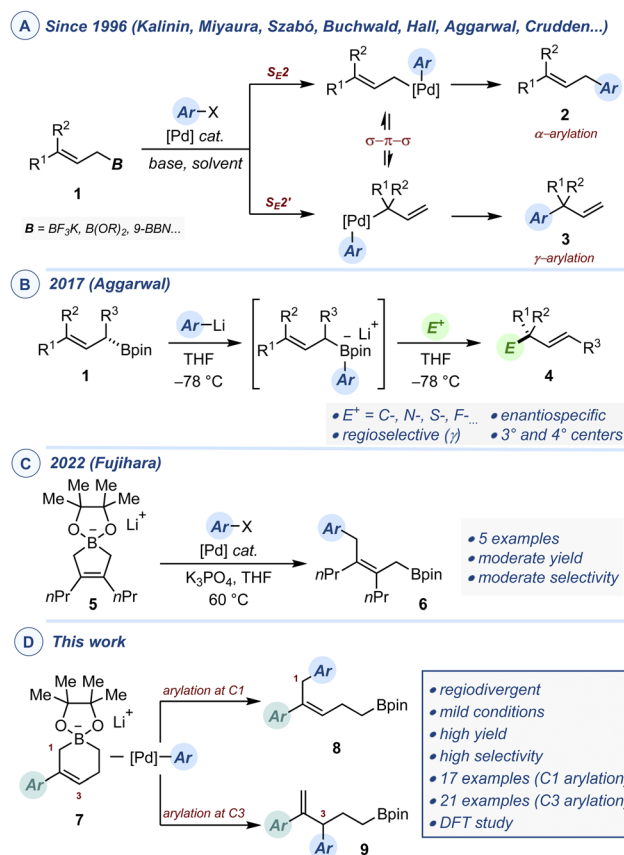 A Since 1996 (Kalinin, Miyaura, Szabó, Buchwald, Hall, Aggarwal, Crudden...)
R² R¹ B
1
B = BF₃K, B(OR)₂, 9-BBN...
Ar–X
[Pd] cat.
base, solvent
SE2
R² R¹ [Pd] Ar
σ–π–σ
SE2'
R¹ R² [Pd] Ar
R² R¹ Ar
2
α–arylation
R¹ R² Ar
3
γ–arylation
B 2017 (Aggarwal)
R² R³ R¹ Bpin
1
Ar–Li
THF
–78 °C
R² R³ Li⁺ R¹ Bpin – Ar
E⁺
THF
–78 °C
R¹ R² E R³
4
• E⁺ = C-, N-, S-, F-... • enantiospecific
• regioselective (γ) • 3° and 4° centers
C 2022 (Fujihara)
Me Me Me Me
O O Li⁺
B –
nPr nPr
5
Ar–X
[Pd] cat.
K₃PO₄, THF
60 °C
Ar
nPr Bpin
nPr
6
• 5 examples
• moderate yield
• moderate selectivity
D This work
Me Me Me Me
O O Li⁺
B –
1
Ar 3
7
[Pd]–Ar
arylation at C1
1 Ar
Ar Bpin
8
arylation at C3
3 Bpin
Ar
Ar
9
• regiodivergent
• mild conditions
• high yield
• high selectivity
• 17 examples (C1 arylation)
• 21 examples (C3 arylation)
• DFT study